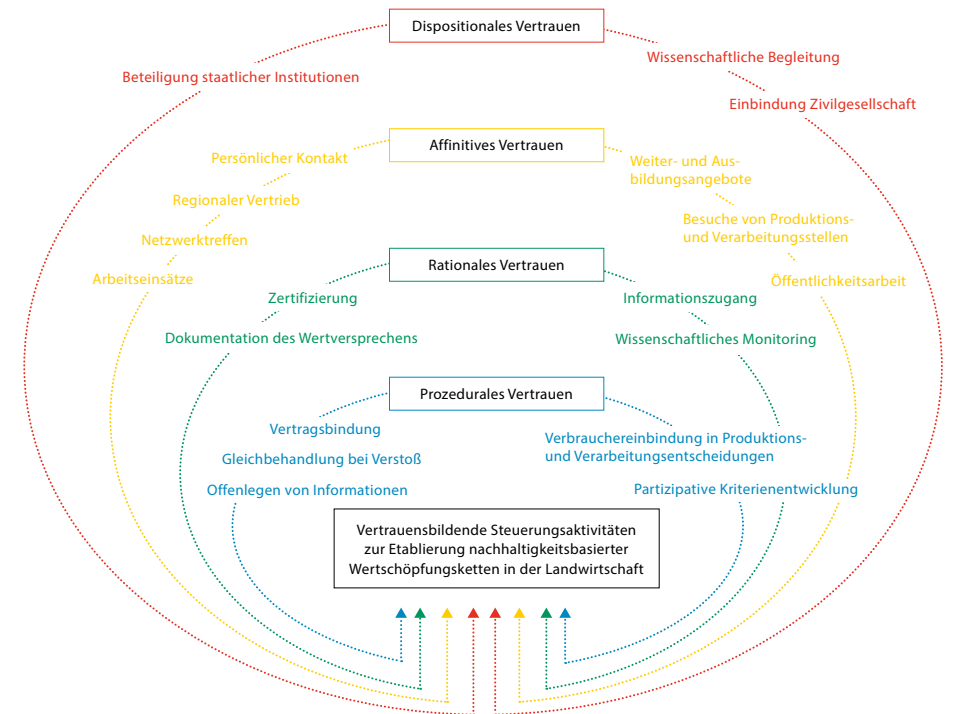 Dispositionales Vertrauen
Wissenschaftliche Begleitung
Beteiligung staatlicher Institutionen
Einbindung Zivilgesellschaft
Affinitives Vertrauen
Persönlicher Kontakt
Weiter- und Aus-
bildungsangebote
Regionaler Vertrieb
Besuche von Produktions-
und Verarbeitungsstellen
Netzwerktreffen
Arbeitseinsätze
Öffentlichkeitsarbeit
Rationales Vertrauen
Zertifizierung
Informationszugang
Dokumentation des Wertversprechens
Wissenschaftliches Monitoring
Prozedurales Vertrauen
Vertragsbindung
Verbrauchereinbindung in Produktions-
und Verarbeitungsentscheidungen
Gleichbehandlung bei Verstoß
Offenlegen von Informationen
Partizipative Kriterienentwicklung
Vertrauensbildende Steuerungsaktivitäten
zur Etablierung nachhaltigkeitsbasierter
Wertschöpfungsketten in der Landwirtschaft